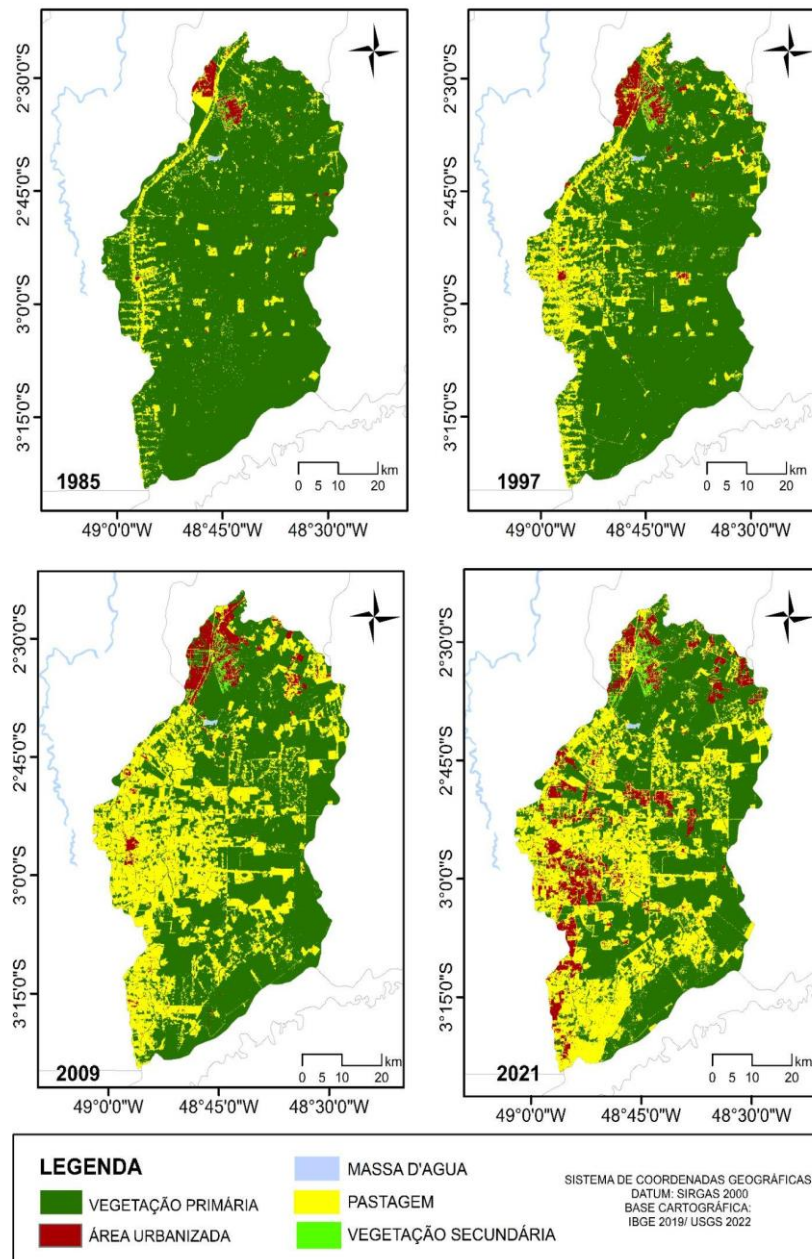 2°30'0"S
2°45'0"S
3°0'0"S
3°15'0"S
1985
km
0 5 10 20
49°0'0"W 48°45'0"W 48°30'0"W
2°30'0"S
2°45'0"S
3°0'0"S
3°15'0"S
1997
km
0 5 10 20
49°0'0"W 48°45'0"W 48°30'0"W
2°30'0"S
2°45'0"S
3°0'0"S
3°15'0"S
2009
km
0 5 10 20
49°0'0"W 48°45'0"W 48°30'0"W
2°30'0"S
2°45'0"S
3°0'0"S
3°15'0"S
2021
km
0 5 10 20
49°0'0"W 48°45'0"W 48°30'0"W
LEGENDA
VEGETAÇÃO PRIMÁRIA
ÁREA URBANIZADA
MASSA D'AGUA
PASTAGEM
VEGETAÇÃO SECUNDÁRIA
SISTEMA DE COORDENADAS GEOGRÁFICAS
DATUM: SIRGAS 2000
BASE CARTOGRÁFICA:
IBGE 2019/ USGS 2022